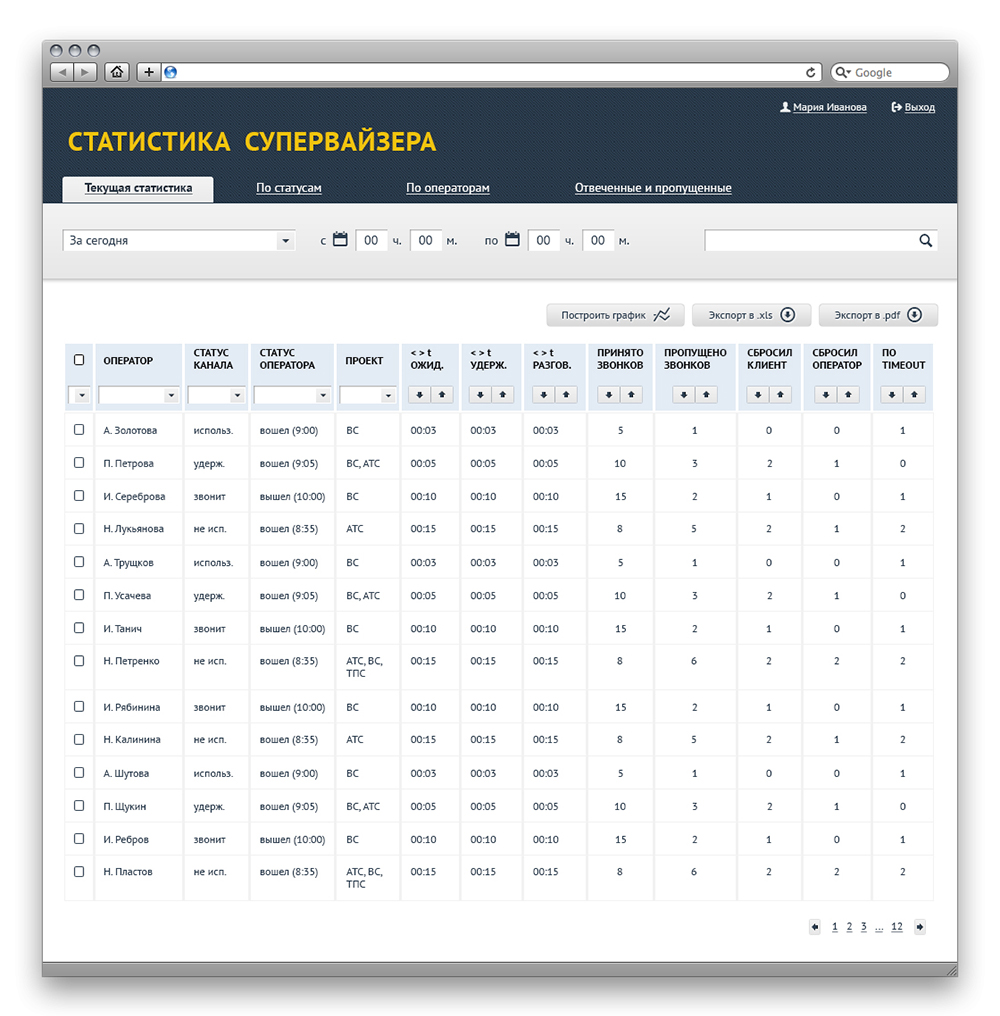 Google
Мария Иванова Выход
СТАТИСТИКА СУПЕРВАЙЗЕРА
Текущая статистика По статусам По операторам Отвеченные и пропущенные
За сегодня с 00 ч. 00 м. по 00 ч. 00 м.
Построить график Экспорт в .xls Экспорт в .pdf
ОПЕРАТОР СТАТУС КАНАЛА СТАТУС ОПЕРАТОРА ПРОЕКТ < > t ОЖИД. < > t УДЕРЖ. < > t РАЗГОВ. ПРИНЯТО ЗВОНКОВ ПРОПУЩЕНО ЗВОНКОВ СБРОСИЛ КЛИЕНТ СБРОСИЛ ОПЕРАТОР ПО TIMEOUT
А. Золотова использ. вошел (9:00) ВС 00:03 00:03 00:03 5 1 0 0 1
П. Петрова удерж. вошел (9:05) ВС, АТС 00:05 00:05 00:05 10 3 2 1 0
И. Сереброва звонит вышел (10:00) ВС 00:10 00:10 00:10 15 2 1 0 1
Н. Лукьянова не исп. вошел (8:35) АТС 00:15 00:15 00:15 8 5 2 1 2
А. Трущков использ. вошел (9:00) ВС 00:03 00:03 00:03 5 1 0 0 1
П. Усачева удерж. вошел (9:05) ВС, АТС 00:05 00:05 00:05 10 3 2 1 0
И. Танич звонит вышел (10:00) ВС 00:10 00:10 00:10 15 2 1 0 1
Н. Петренко не исп. вошел (8:35) АТС, ВС, ТПС 00:15 00:15 00:15 8 6 2 2 2
И. Рябинина звонит вышел (10:00) ВС 00:10 00:10 00:10 15 2 1 0 1
Н. Калинина не исп. вошел (8:35) АТС 00:15 00:15 00:15 8 5 2 1 2
А. Шутова использ. вошел (9:00) ВС 00:03 00:03 00:03 5 1 0 0 1
П. Щукин удерж. вошел (9:05) ВС, АТС 00:05 00:05 00:05 10 3 2 1 0
И. Ребров звонит вышел (10:00) ВС 00:10 00:10 00:10 15 2 1 0 1
Н. Пластов не исп. вошел (8:35) АТС, ВС, ТПС 00:15 00:15 00:15 8 6 2 2 2
1 2 3 ... 12